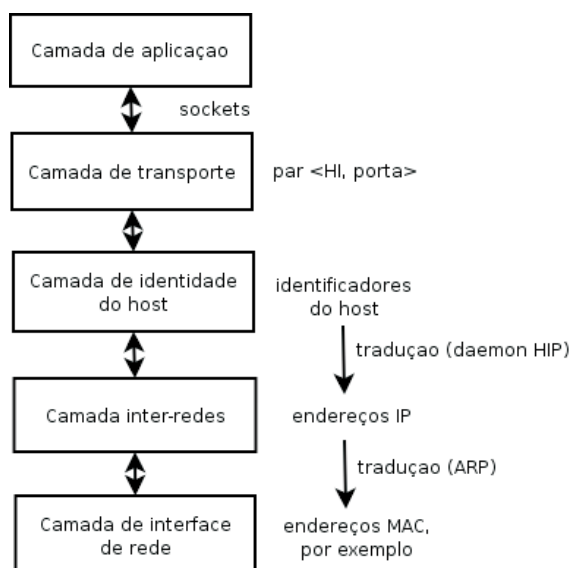 Camada de aplicaçao
sockets
Camada de transporte
par <HI, porta>
Camada de identidade
do host
identificadores
do host
traduçao (daemon HIP)
Camada inter-redes
endereços IP
traduçao (ARP)
Camada de interface
de rede
endereços MAC,
por exemplo